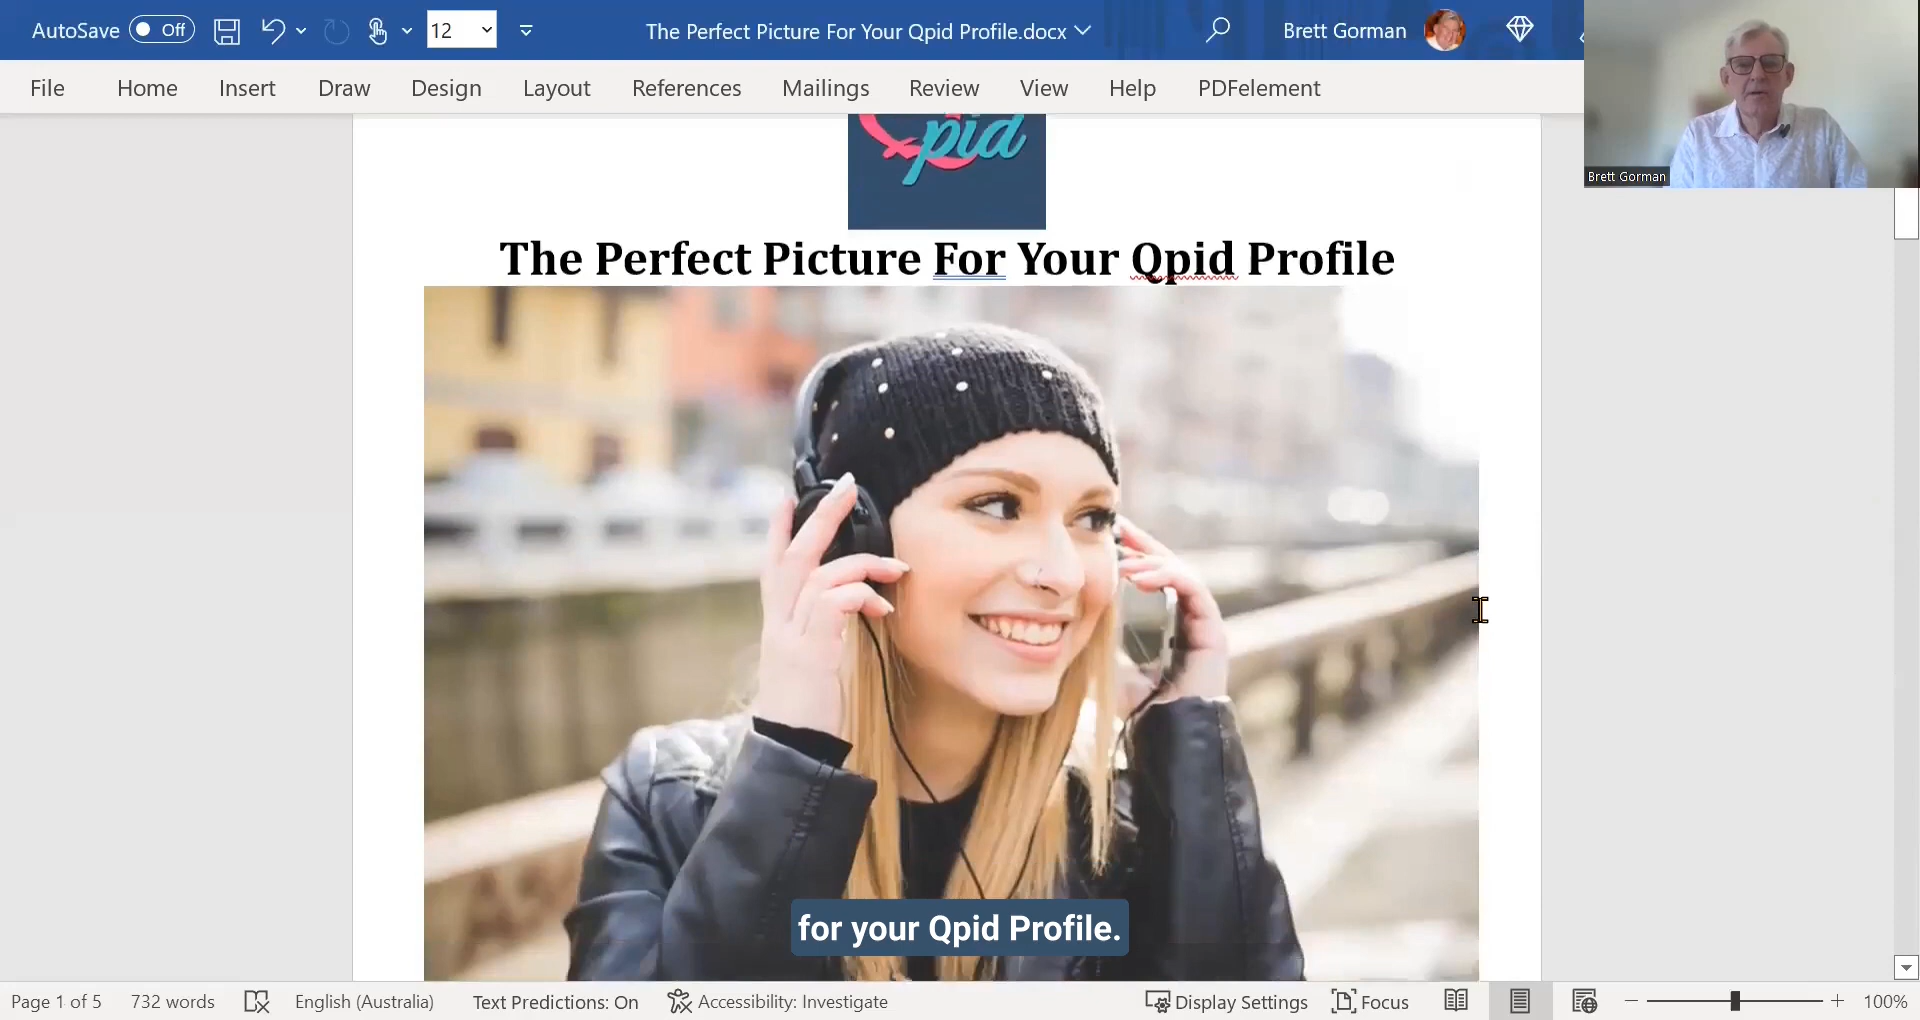 AutoSave Off 12 The Perfect Picture For Your Qpid Profile.docx Brett Gorman
File Home Insert Draw Design Layout References Mailings Review View Help PDFelement
Brett Gorman
pid
The Perfect Picture For Your Qpid Profile
for your Qpid Profile.
Page 1 of 5 732 words English (Australia) Text Predictions: On Accessibility: Investigate Display Settings Focus 100%